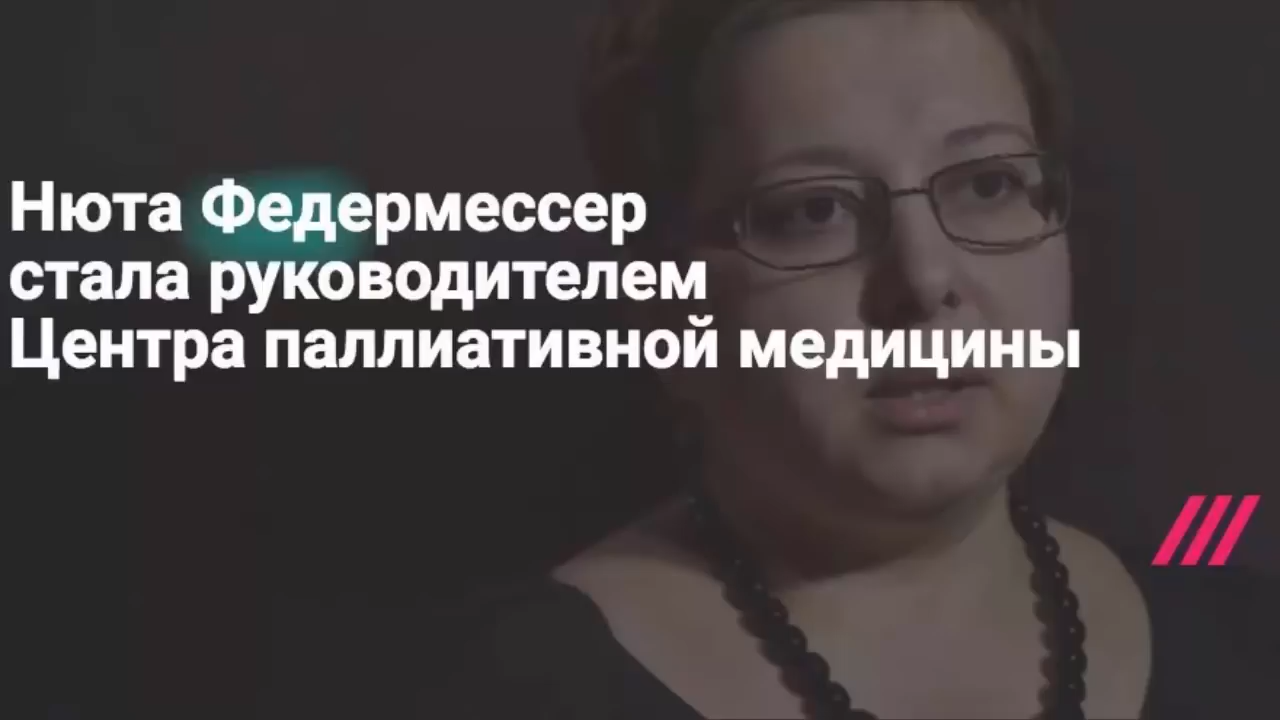 Нюта Федермессер
стала руководителем
Центра паллиативной медицины